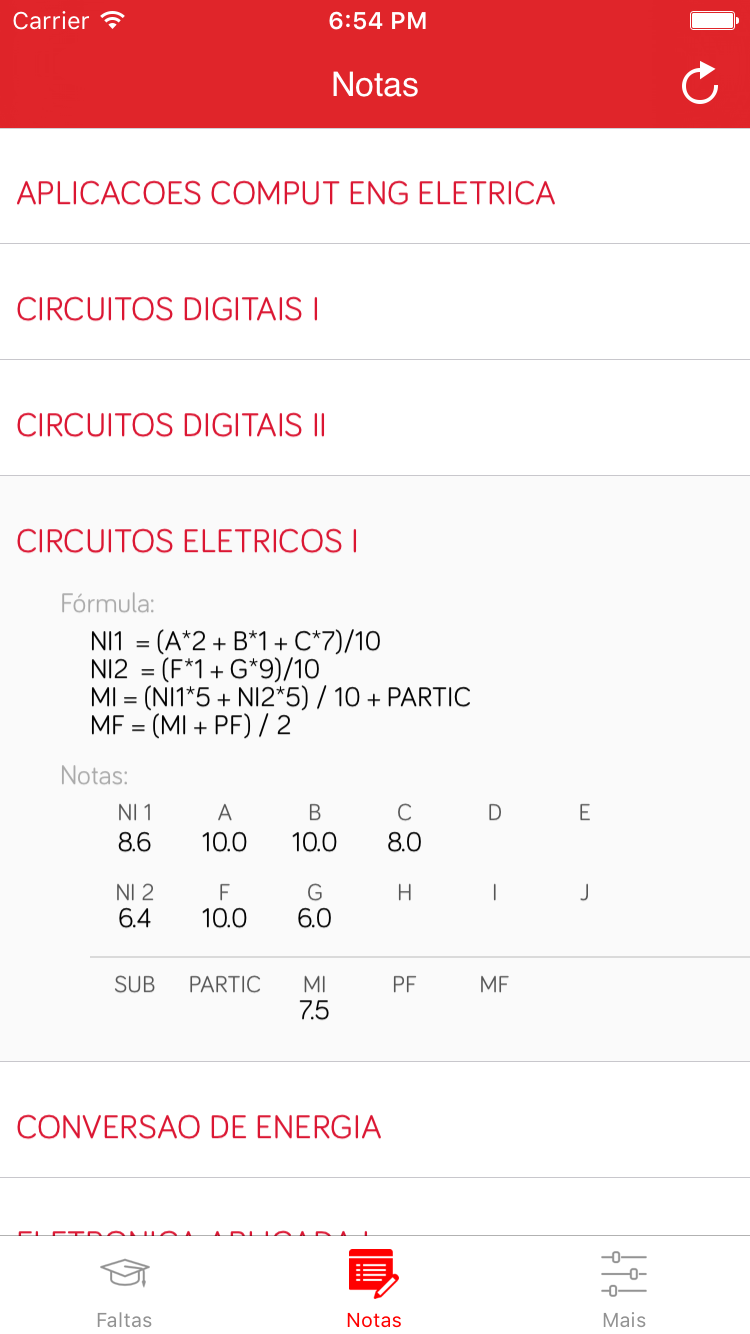 Carrier 6:54 PM
Notas
APLICACOES COMPUT ENG ELETRICA
CIRCUITOS DIGITAIS I
CIRCUITOS DIGITAIS II
CIRCUITOS ELETRICOS I
Fórmula:
NI1 = (A*2 + B*1 + C*7)/10
NI2 = (F*1 + G*9)/10
MI = (NI1*5 + NI2*5) / 10 + PARTIC
MF = (MI + PF) / 2
Notas:
NI 1 A B C D E
8.6 10.0 10.0 8.0
NI 2 F G H I J
6.4 10.0 6.0
SUB PARTIC MI PF MF
7.5
CONVERSAO DE ENERGIA
ELETRONICA APLICADA I
Faltas Notas Mais